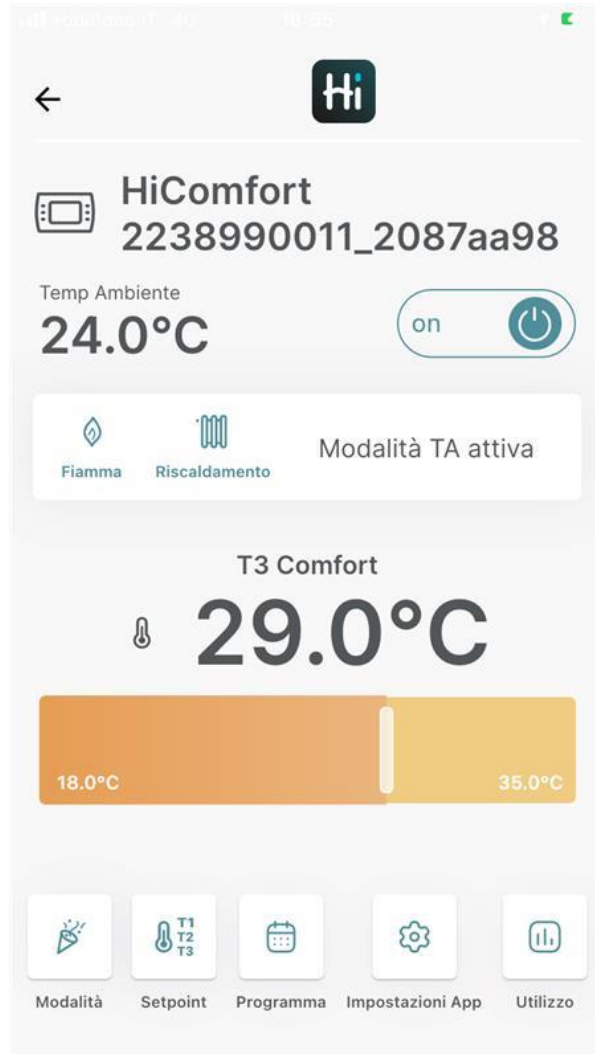 Hi
HiComfort
2238990011_2087aa98
Temp Ambiente
24.0°C
on
Fiamma
Riscaldamento
Modalità TA attiva
T3 Comfort
29.0°C
18.0°C
35.0°C
T1
T2
T3
Modalità
Setpoint
Programma
Impostazioni App
Utilizzo